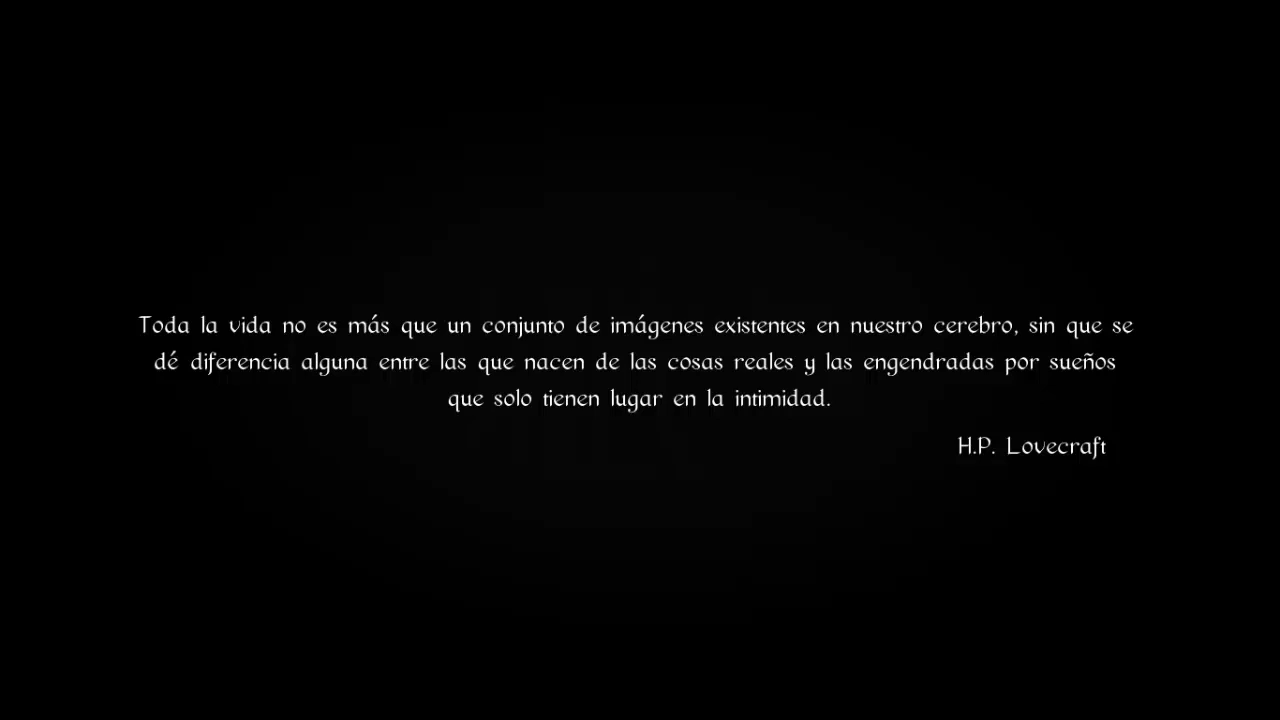 Toda la vida no es más que un conjunto de imágenes existentes en nuestro cerebro, sin que se
dé diferencia alguna entre las que nacen de las cosas reales y las engendradas por sueños
que solo tienen lugar en la intimidad.
H.P. Lovecraft